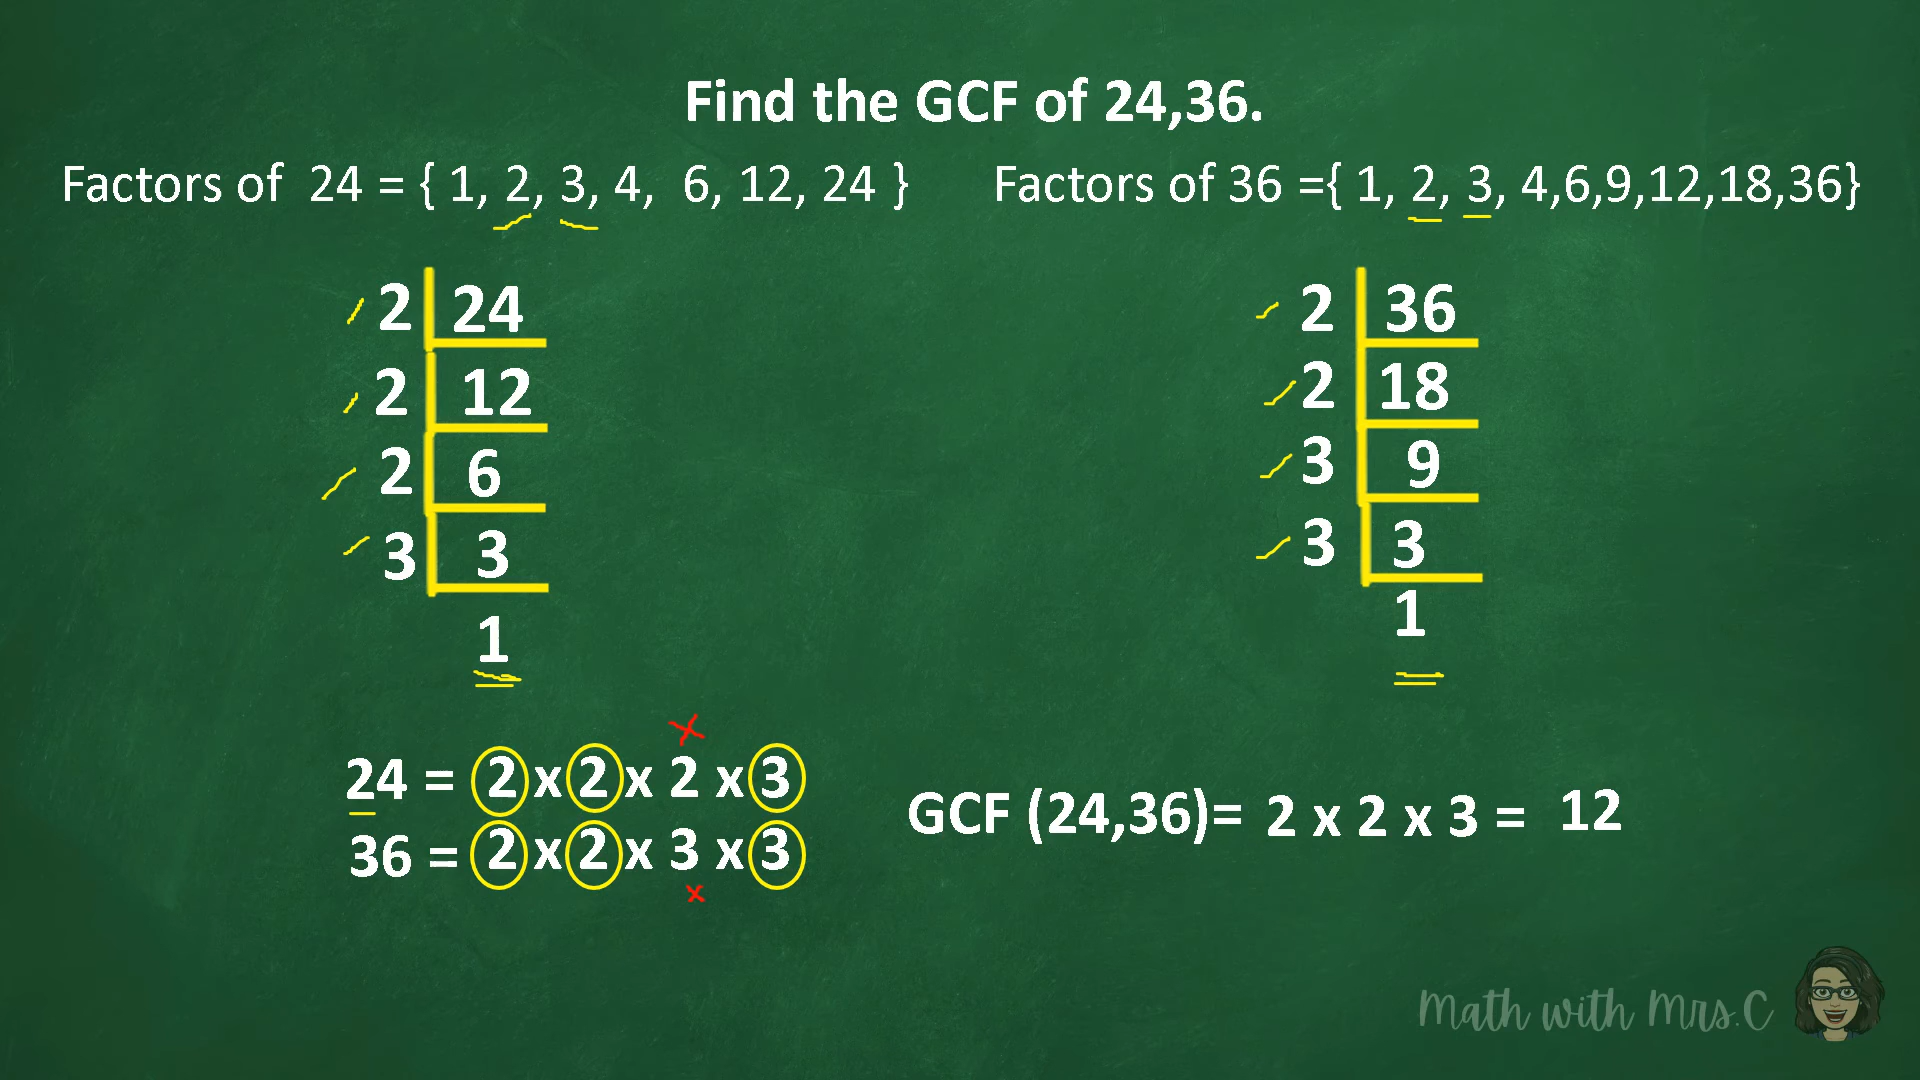 Find the GCF of 24,36.
Factors of 24 = { 1, 2, 3, 4, 6, 12, 24 }
Factors of 36 ={ 1, 2, 3, 4,6,9,12,18,36}
2 24
2 12
2 6
3 3
1
2 36
2 18
3 9
3 3
1
x
24 = 2 x 2 x 2 x 3
36 = 2 x 2 x 3 x 3
x
GCF (24,36)= 2 x 2 x 3 = 12
Math with Mrs.C